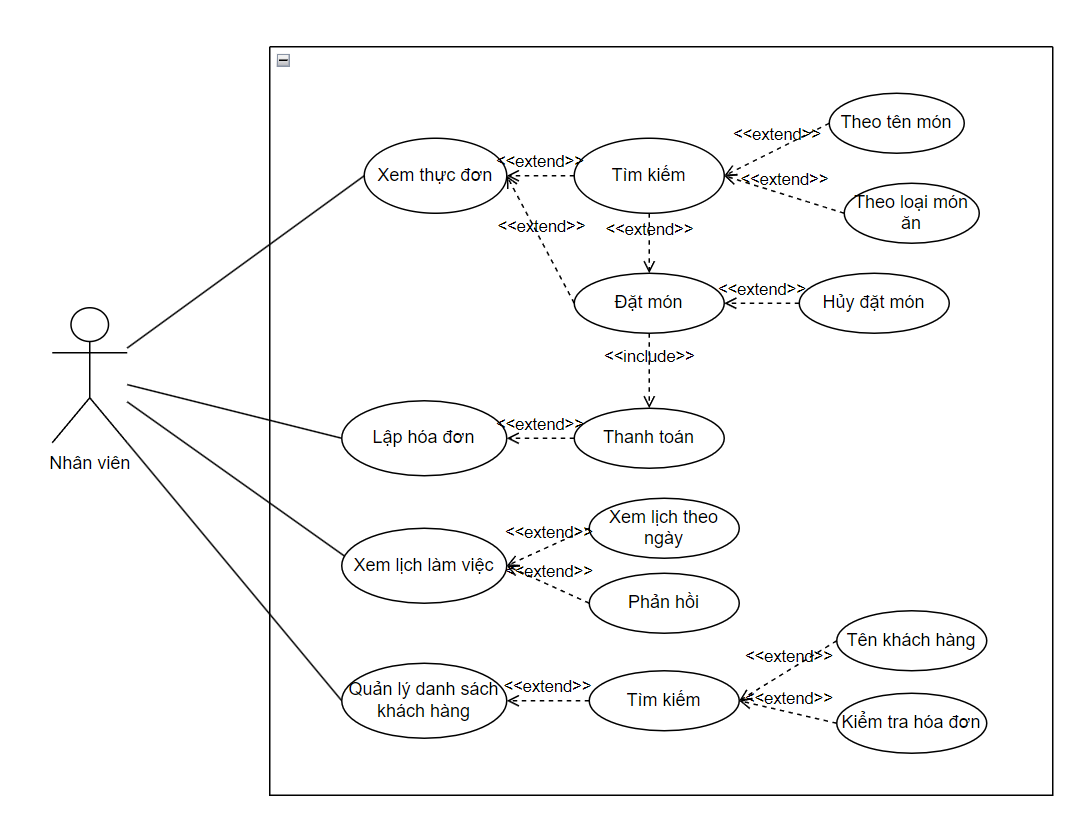 Theo tên món
<<extend>>
<<extend>>
Xem thực đơn
Tìm kiếm
<<extend>>
Theo loại món
ăn
<<extend>>
<<extend>>
<<extend>>
Đặt món
Hủy đặt món
<<include>>
<<extend>>
Lập hóa đơn
Thanh toán
Nhân viên
Xem lịch theo
ngày
<<extend>>
Xem lịch làm việc
<<extend>>
Phản hồi
Tên khách hàng
<<extend>>
Quản lý danh sách
khách hàng
<<extend>>
Tìm kiếm
<<extend>>
Kiểm tra hóa đơn